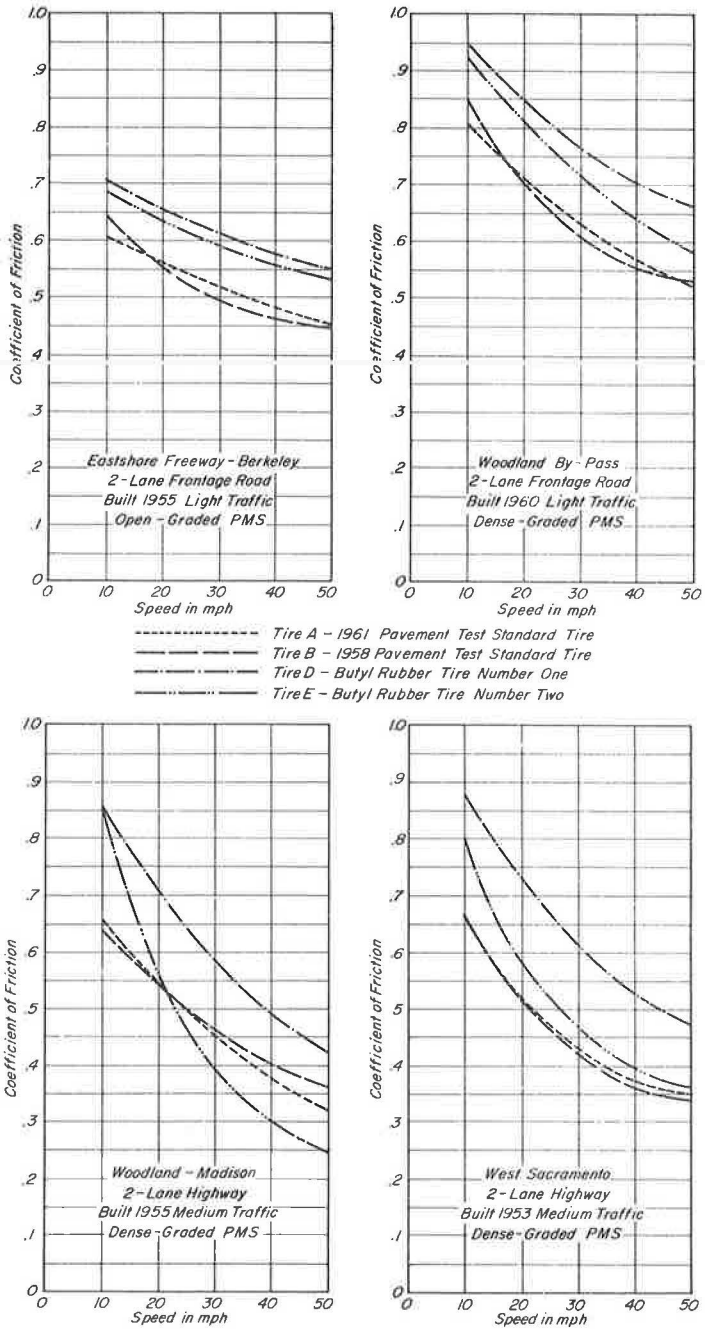 1.0
.9
.8
.7
.6
.5
.4
.3
.2
.1
0
Coefficient of Friction
Eastshore Freeway - Berkeley
2-Lane Frontage Road
Built 1955 Light Traffic
Open - Graded PMS
0 10 20 30 40 50
Speed in mph
1.0
.9
.8
.7
.6
.5
.4
.3
.2
.1
0
Coefficient of Friction
Woodland By - Pass
2-Lane Frontage Road
Built 1960 Light Traffic
Dense - Graded PMS
0 10 20 30 40 50
Speed in mph
Tire A - 1961 Pavement Test Standard Tire
Tire B - 1958 Pavement Test Standard Tire
Tire D - Butyl Rubber Tire Number One
Tire E - Butyl Rubber Tire Number Two
1.0
.9
.8
.7
.6
.5
.4
.3
.2
.1
0
Coefficient of Friction
Woodland - Madison
2-Lane Highway
Built 1955 Medium Traffic
Dense-Graded PMS
0 10 20 30 40 50
Speed in mph
1.0
.9
.8
.7
.6
.5
.4
.3
.2
.1
0
Coefficient of Friction
West Sacramento
2-Lane Highway
Built 1953 Medium Traffic
Dense-Graded PMS
0 10 20 30 40 50
Speed in mph